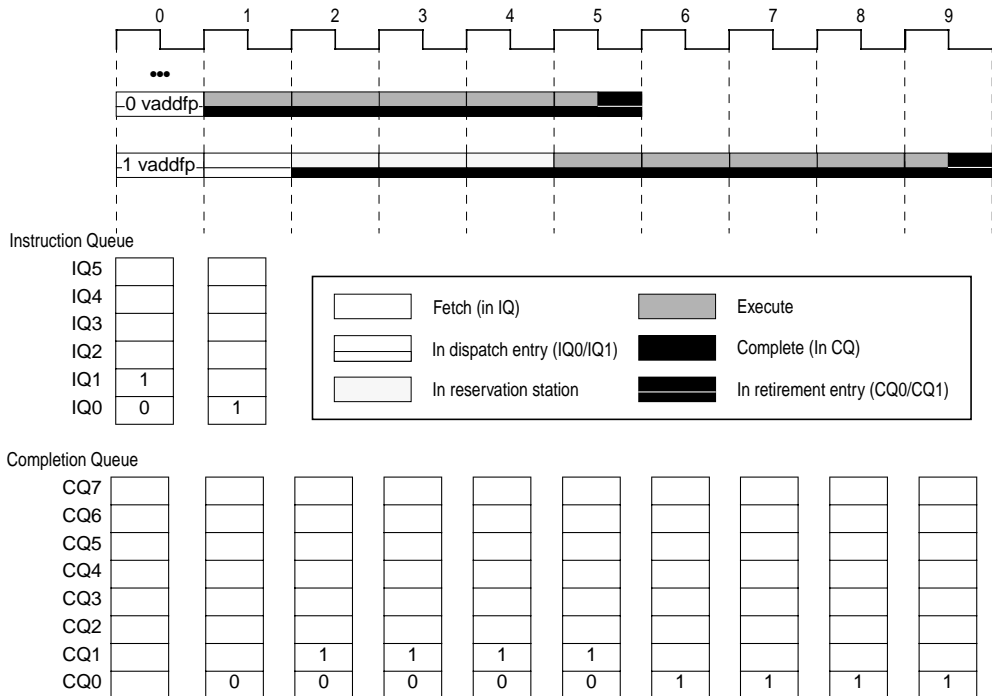 0 1 2 3 4 5 6 7 8 9
•••
0 vaddfp
1 vaddfp
Instruction Queue
IQ5
IQ4
IQ3
IQ2
IQ1 1
IQ0 0 1
Fetch (in IQ)
In dispatch entry (IQ0/IQ1)
In reservation station
Execute
Complete (In CQ)
In retirement entry (CQ0/CQ1)
Completion Queue
CQ7
CQ6
CQ5
CQ4
CQ3
CQ2
CQ1 1 1 1 1
CQ0 0 0 0 0 0 1 1 1 1